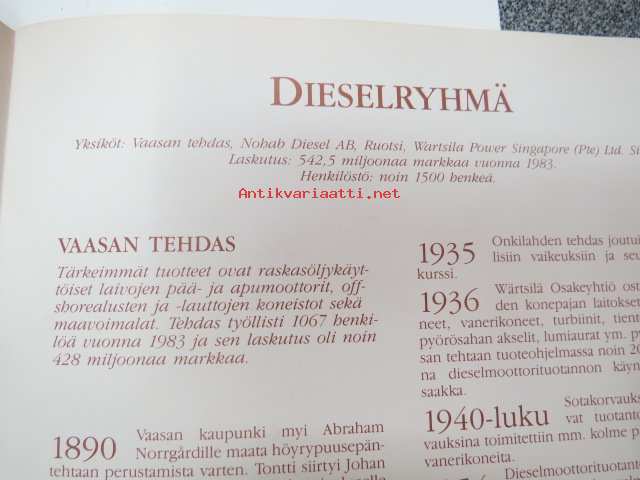 DIESELRYHMÄ
Yksiköt: Vaasan tehdas, Nohab Diesel AB, Ruotsi, Wärtsilä Power Singapore (Pte) Ltd. Si
Laskutus: 542,5 miljoonaa markkaa vuonna 1983.
Henkilöstö: noin 1500 henkeä.
Antikvariaatti.net
VAASAN TEHDAS
Tärkeimmät tuotteet ovat raskasöljykäyt-
töiset laivojen pää- ja apumoottorit, off-
shorealusten ja -lauttojen koneistot sekä
maavoimalat. Tehdas työllisti 1067 henki-
löä vuonna 1983 ja sen laskutus oli noin
428 miljoonaa markkaa.
1890 Vaasan kaupunki myi Abraham
Norrgårdille maata höyrypuusepän-
tehtaan perustamista varten. Tontti siirtyi Johan
1935 Onkilahden tehdas joutui
lisiin vaikeuksiin ja seu
kurssi.
1936 Wärtsilä Osakeyhtiö ost
den konepajan laitokset
neet, vanerikoneet, turbiinit, tient
pyörösahan akselit, lumiaurat ym. p
san tehtaan tuoteohjelmassa noin 20
na dieselmoottorituotannon käyn
saakka.
1940-luku Sotakorvauks
vat tuotanto
vauksina toimitettiin mm. kolme p
vanerikoneita.
Dieselmoottorituotann